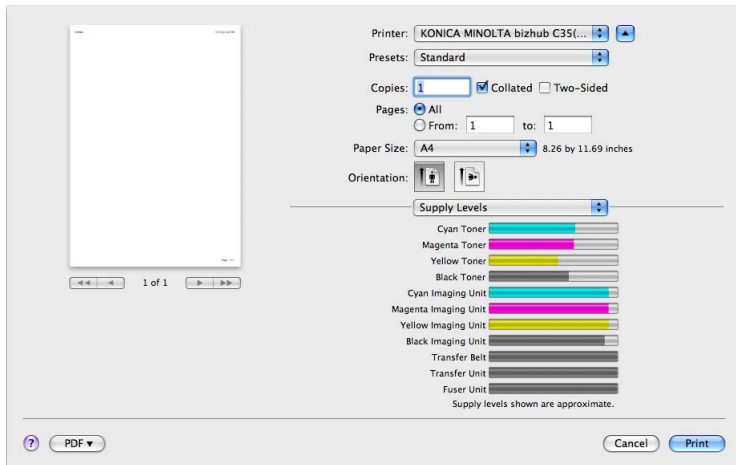 Printer: KONICA MINOLTA bizhub C35(...
Presets: Standard
Copies: 1 Collated Two-Sided
Pages: All
From: 1 to: 1
Paper Size: A4 8.26 by 11.69 inches
Orientation:
Supply Levels
Cyan Toner
Magenta Toner
Yellow Toner
Black Toner
Cyan Imaging Unit
Magenta Imaging Unit
Yellow Imaging Unit
Black Imaging Unit
Transfer Belt
Transfer Unit
Fuser Unit
Supply levels shown are approximate.
1 of 1
? PDF▼ Cancel Print